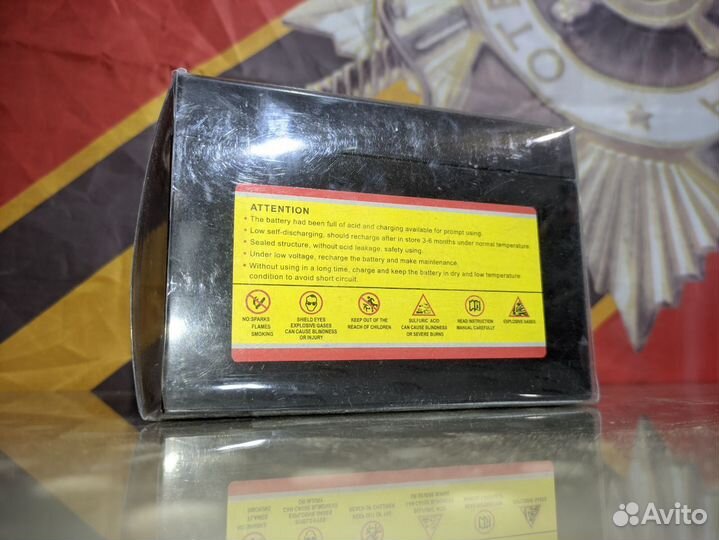 ОТЕ
ATTENTION
• The battery had been full of acid and charging available for prompt using.
• Low self-discharging, should recharge after in store 3-6 months under normal temperature.
• Sealed structure, without acid leakage, safety using.
• Under low voltage, recharge the battery and make maintenance.
• Without using in a long time, charge and keep the battery in dry and low temperature
condition to avoid short circuit.
NO:SPARKS
FLAMES
SMOKING
SHIELD EYES
EXPLOSIVE GASES
CAN CAUSE BLINDNESS
OR INJURY
KEEP OUT OF THE
REACH OF CHILDREN
SULFURIC ACID
CAN CAUSE BLINDNESS
OR SEVERE BURNS
READ INSTRUCTION
MANUAL CAREFULLY
EXPLOSIVE GASES
Avito